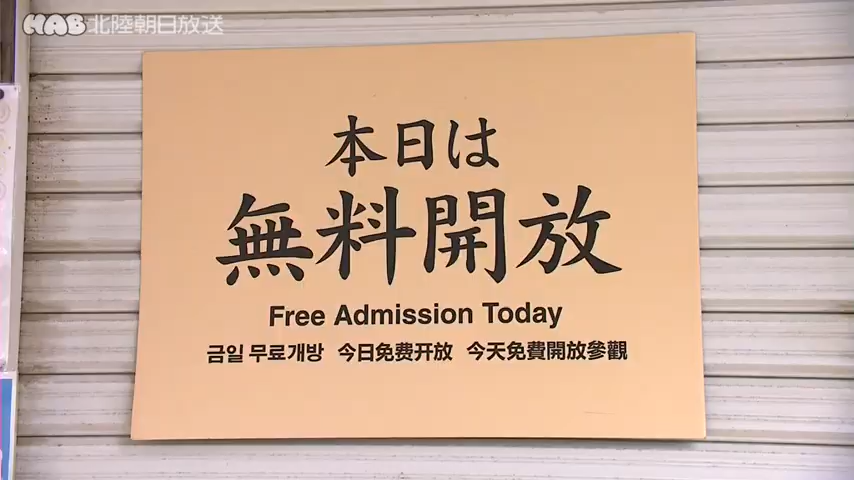 HAB北陸朝日放送
本日は
無料開放
Free Admission Today
금일 무료개방 今日免费开放 今天免費開放參觀